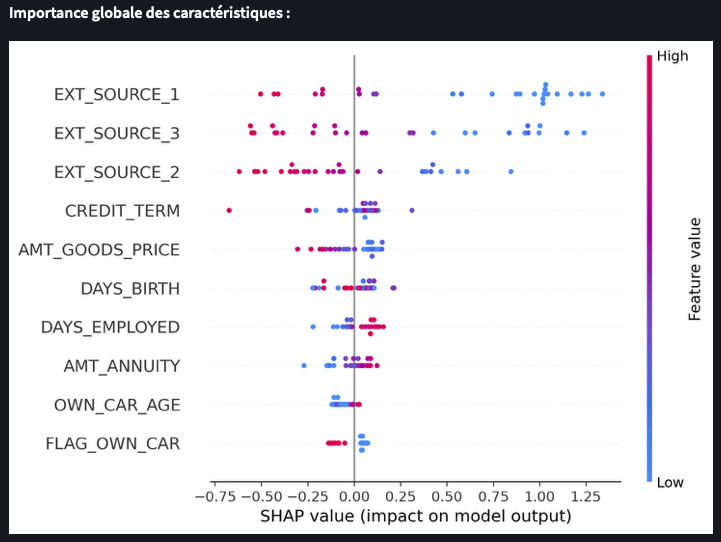 Importance globale des caractéristiques :
High
EXT_SOURCE_1
EXT_SOURCE_3
EXT_SOURCE_2
CREDIT_TERM
AMT_GOODS_PRICE
DAYS_BIRTH
DAYS_EMPLOYED
AMT_ANNUITY
OWN_CAR_AGE
FLAG_OWN_CAR
Feature value
Low
−0.75 −0.50 −0.25 0.00 0.25 0.50 0.75 1.00 1.25
SHAP value (impact on model output)